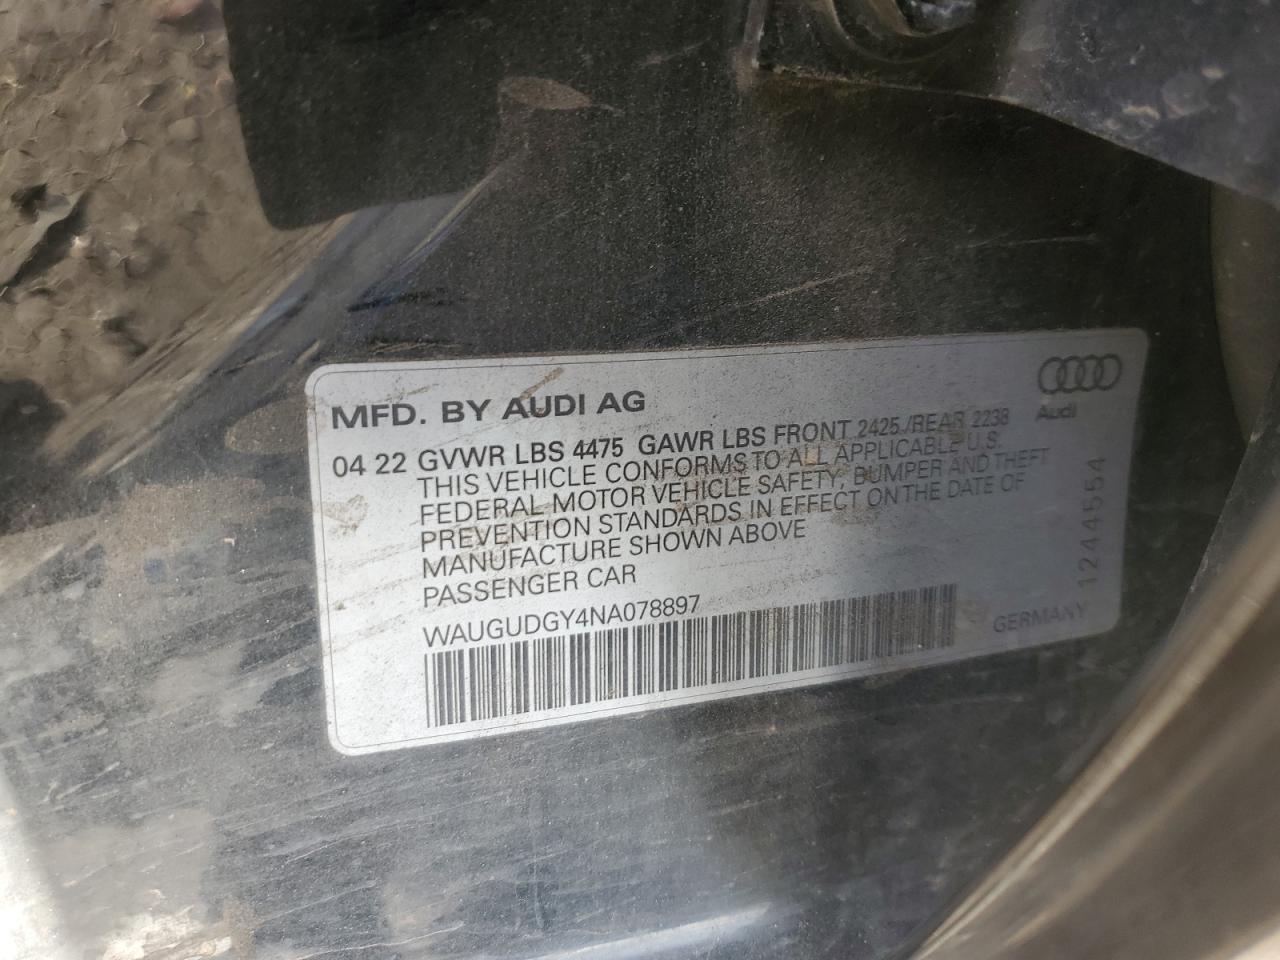 MFD. BY AUDI AG
Audi
04 22 GVWR LBS 4475 GAWR LBS FRONT 2425./REAR 2238
THIS VEHICLE CONFORMS TO ALL APPLICABLE U.S.
FEDERAL MOTOR VEHICLE SAFETY, BUMPER AND THEFT
PREVENTION STANDARDS IN EFFECT ON THE DATE OF
MANUFACTURE SHOWN ABOVE
PASSENGER CAR
WAUGUDGY4NA078897
GERMANY
1244554